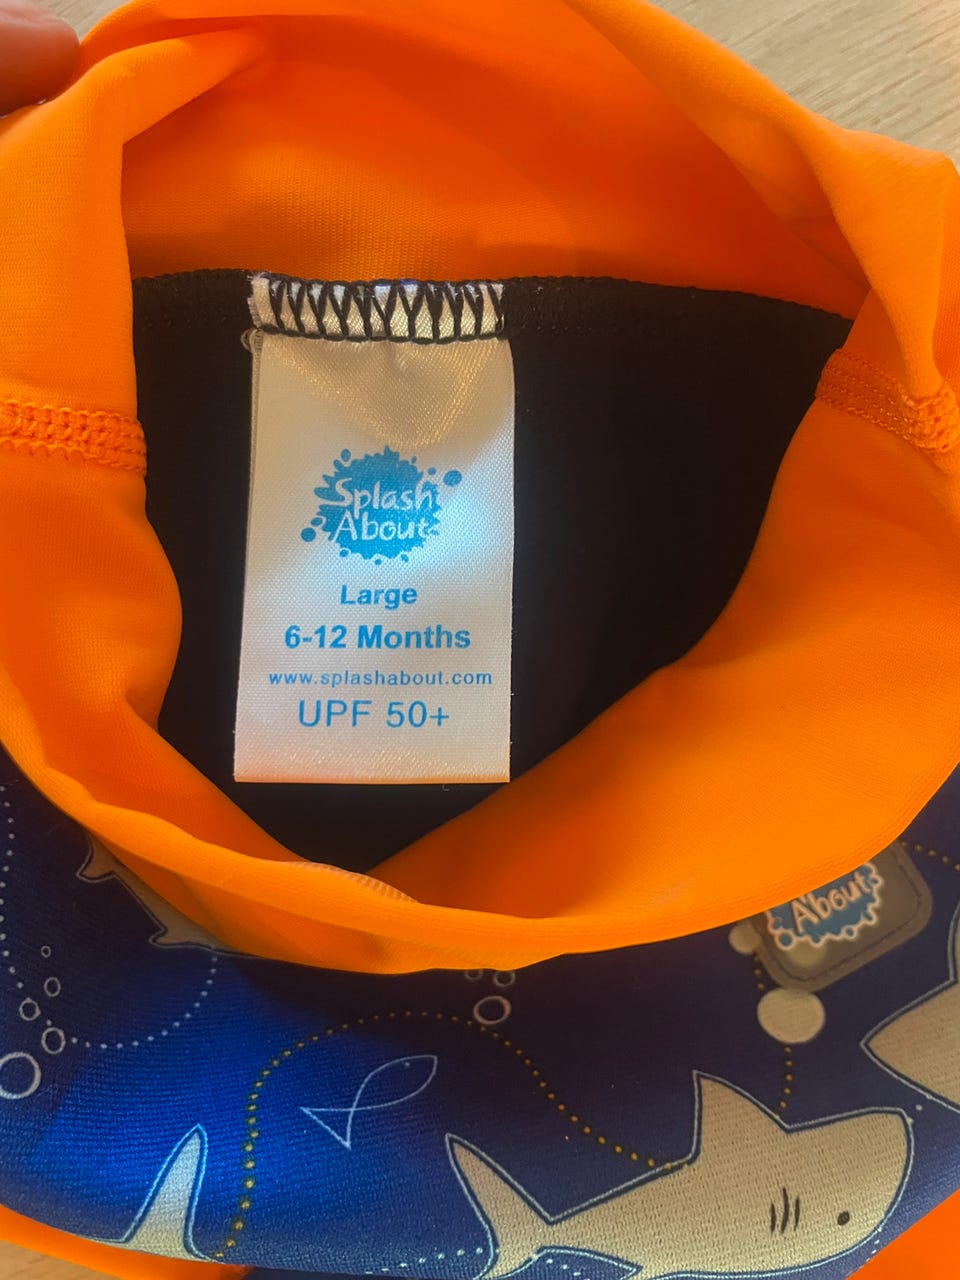 Splash
About
Large
6-12 Months
www.splashabout.com
UPF 50+
About